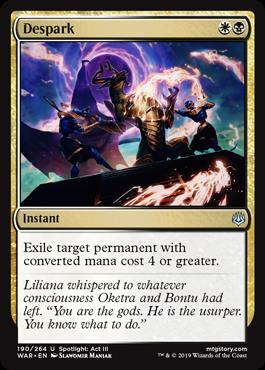 Despark
Instant
Exile target permanent with
converted mana cost 4 or greater.
Liliana whispered to whatever
consciousness Oketra and Bontu had
left. “You are the gods. He is the usurper.
You know what to do.”
190/264 U Spotlight: Act III
WAR • EN SLAWOMIR MANIAK
mtgstory.com
™ & © 2019 Wizards of the Coast